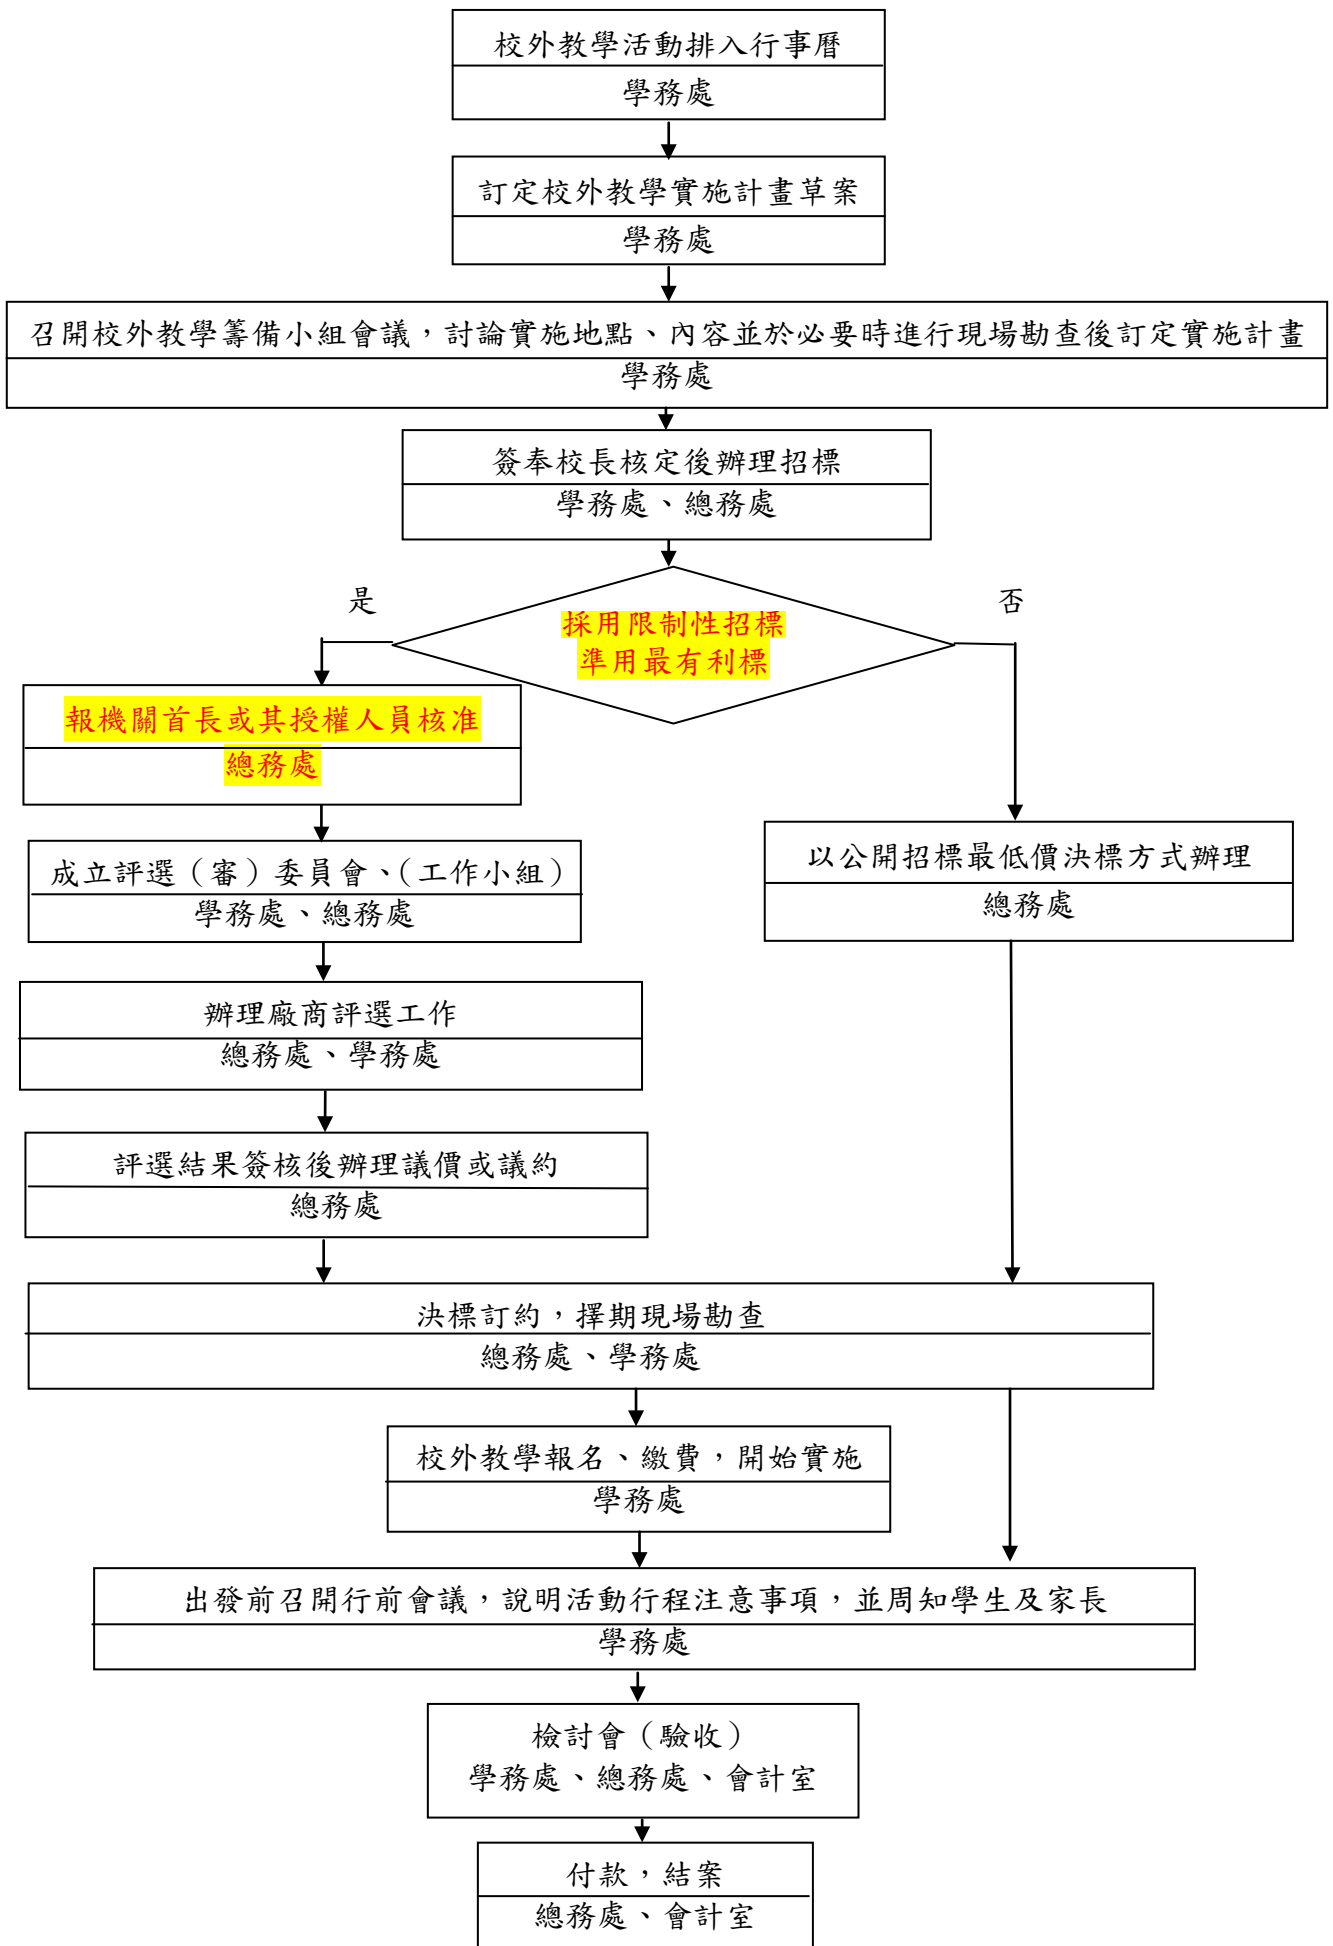 校外教學活動排入行事曆
學務處
訂定校外教學實施計畫草案
學務處
召開校外教學籌備小組會議，討論實施地點、內容並於必要時進行現場勘查後訂定實施計畫
學務處
簽奉校長核定後辦理招標
學務處、總務處
是
否
採用限制性招標
準用最有利標
報機關首長或其授權人員核准
總務處
成立評選（審）委員會、（工作小組）
學務處、總務處
以公開招標最低價決標方式辦理
總務處
辦理廠商評選工作
總務處、學務處
評選結果簽核後辦理議價或議約
總務處
決標訂約，擇期現場勘查
總務處、學務處
校外教學報名、繳費，開始實施
學務處
出發前召開行前會議，說明活動行程注意事項，並周知學生及家長
學務處
檢討會（驗收）
學務處、總務處、會計室
付款，結案
總務處、會計室